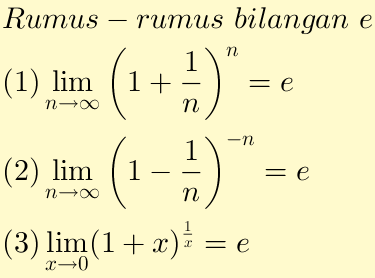 Rumus − rumus bilangan e
(1) lim_{n→∞} (1 + 1/n)^n = e
(2) lim_{n→∞} (1 − 1/n)^{−n} = e
(3) lim_{x→0} (1 + x)^{1/x} = e